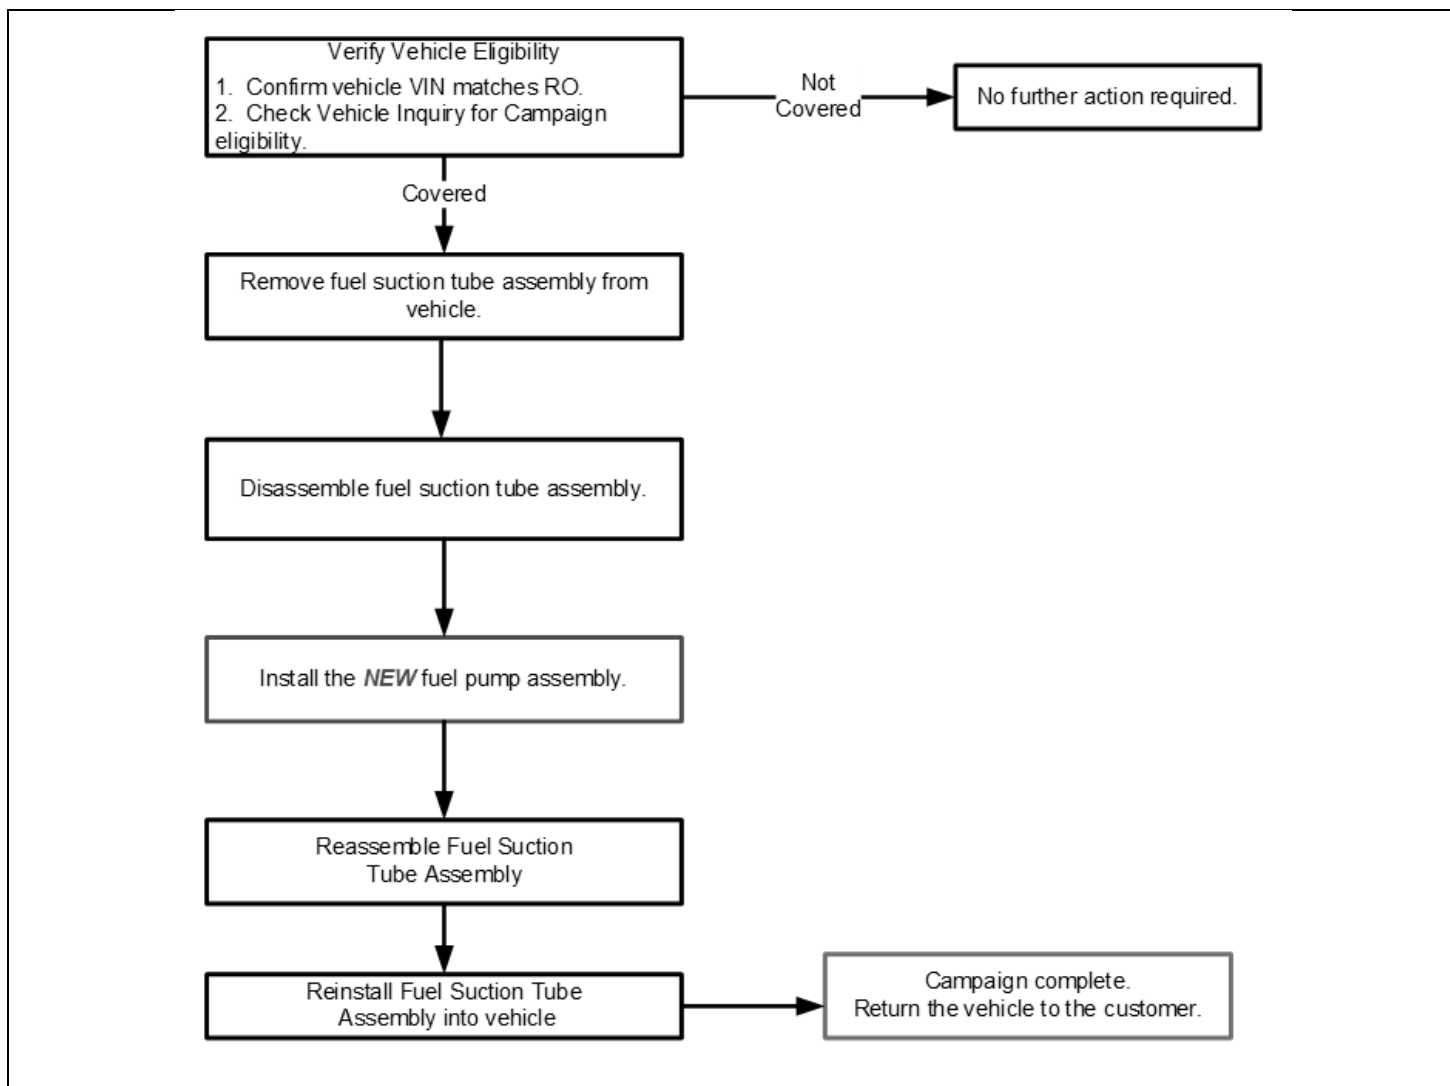 Verify Vehicle Eligibility
1. Confirm vehicle VIN matches RO.
2. Check Vehicle Inquiry for Campaign
eligibility.
Not
Covered
No further action required.
Covered
Remove fuel suction tube assembly from
vehicle.
Disassemble fuel suction tube assembly.
Install the NEW fuel pump assembly.
Reassemble Fuel Suction
Tube Assembly
Reinstall Fuel Suction Tube
Assembly into vehicle
Campaign complete.
Return the vehicle to the customer.